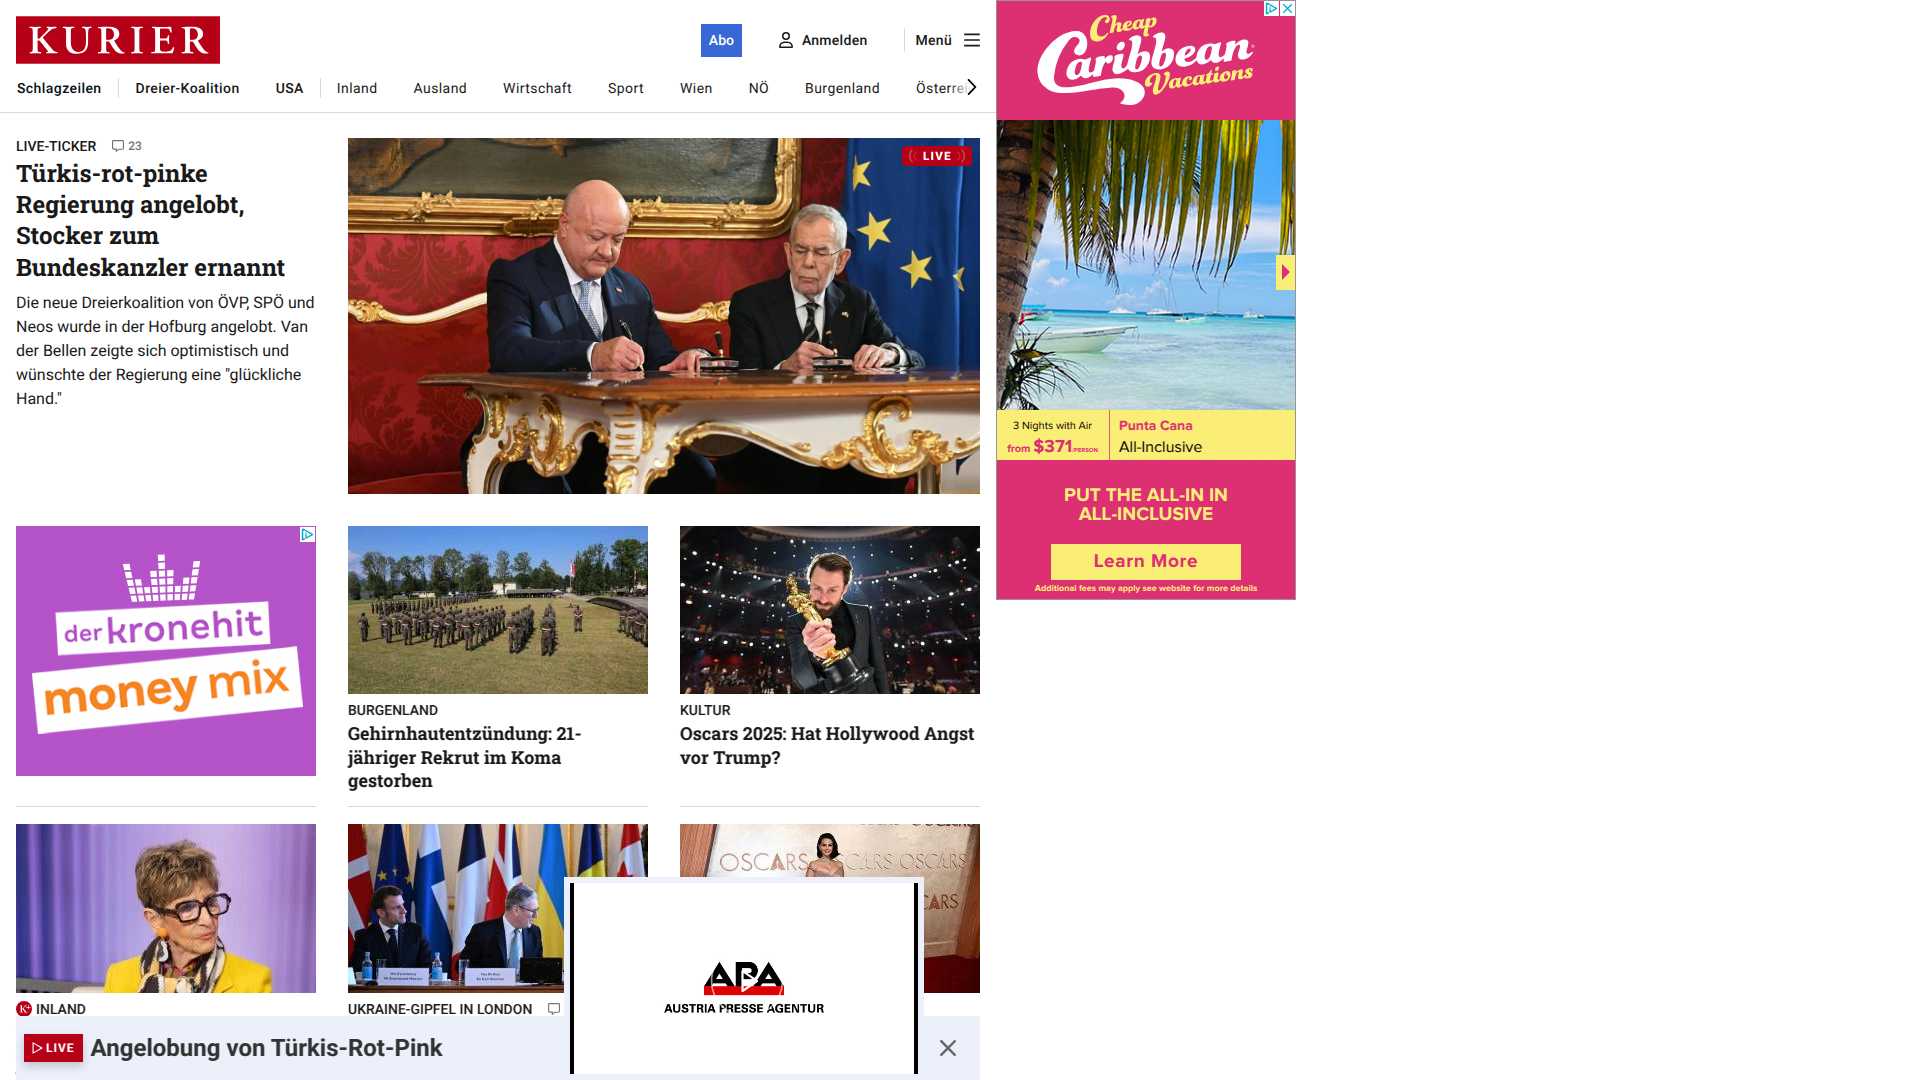 KURIER
Abo
Anmelden
Menü
Schlagzeilen
Dreier-Koalition
USA
Inland
Ausland
Wirtschaft
Sport
Wien
NÖ
Burgenland
Österre
LIVE-TICKER 23
Türkis-rot-pinke
Regierung angelobt,
Stocker zum
Bundeskanzler ernannt
Die neue Dreierkoalition von ÖVP, SPÖ und
Neos wurde in der Hofburg angelobt. Van
der Bellen zeigte sich optimistisch und
wünschte der Regierung eine "glückliche
Hand."
LIVE
Cheap
Caribbean
Vacations
3 Nights with Air
from $371/PERSON
Punta Cana
All-Inclusive
PUT THE ALL-IN IN
ALL-INCLUSIVE
Learn More
Additional fees may apply see website for more details
der kronehit
money mix
BURGENLAND
Gehirnhautentzündung: 21-
jähriger Rekrut im Koma
gestorben
KULTUR
Oscars 2025: Hat Hollywood Angst
vor Trump?
OSCARS
OSCARS
K+ INLAND
UKRAINE-GIPFEL IN LONDON
APA
AUSTRIA PRESSE AGENTUR
LIVE
Angelobung von Türkis-Rot-Pink